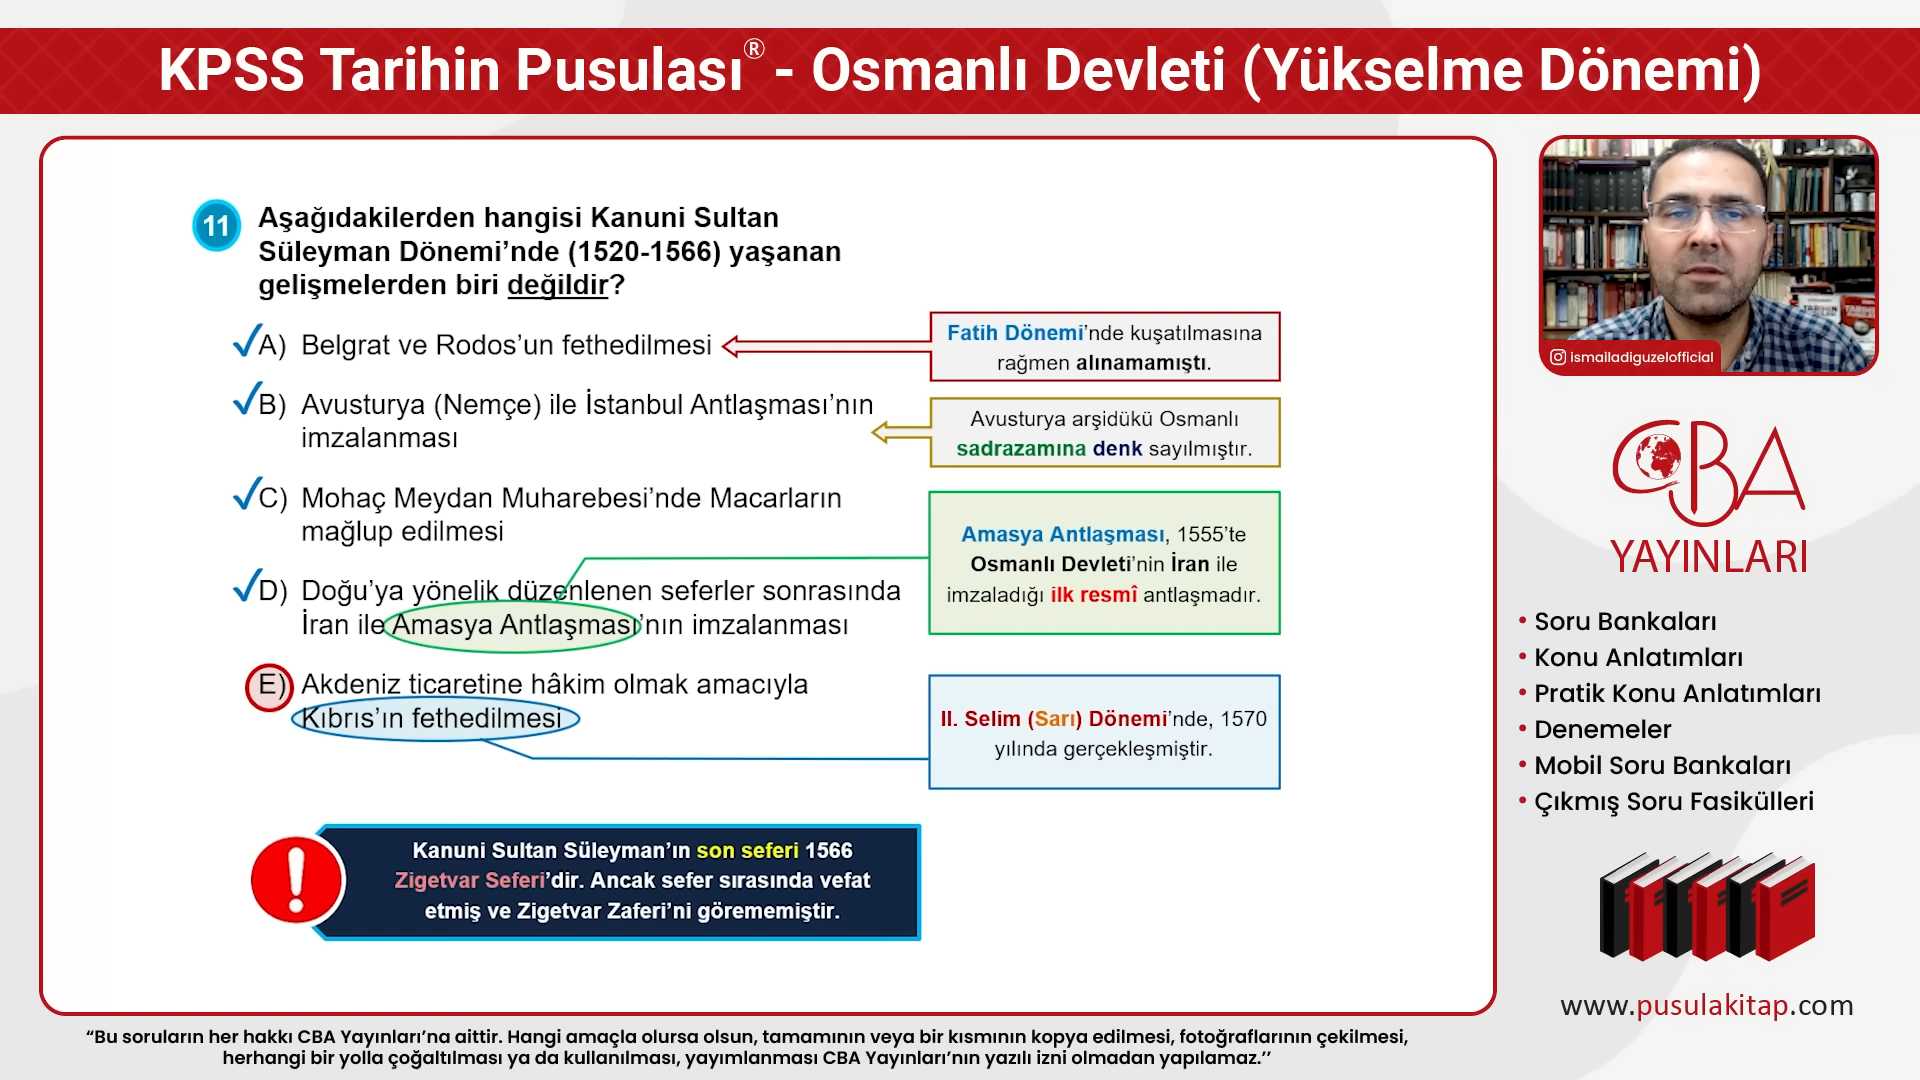 KPSS Tarihin Pusulası® - Osmanlı Devleti (Yükselme Dönemi)
11
Aşağıdakilerden hangisi Kanuni Sultan
Süleyman Dönemi'nde (1520-1566) yaşanan
gelişmelerden biri değildir?
A) Belgrat ve Rodos'un fethedilmesi
Fatih Dönemi'nde kuşatılmasına
rağmen alınamamıştı.
B) Avusturya (Nemçe) ile İstanbul Antlaşması'nın
imzalanması
Avusturya arşidükü Osmanlı
sadrazamına denk sayılmıştır.
C) Mohaç Meydan Muharebesi'nde Macarların
mağlup edilmesi
D) Doğu'ya yönelik düzenlenen seferler sonrasında
İran ile Amasya Antlaşması'nın imzalanması
Amasya Antlaşması, 1555'te
Osmanlı Devleti'nin İran ile
imzaladığı ilk resmî antlaşmadır.
E) Akdeniz ticaretine hâkim olmak amacıyla
Kıbrıs'ın fethedilmesi
II. Selim (Sarı) Dönemi'nde, 1570
yılında gerçekleşmiştir.
Kanuni Sultan Süleyman'ın son seferi 1566
Zigetvar Seferi'dir. Ancak sefer sırasında vefat
etmiş ve Zigetvar Zaferi'ni görememiştir.
ismailadiguzelofficial
CBA
YAYINLARI
• Soru Bankaları
• Konu Anlatımları
• Pratik Konu Anlatımları
• Denemeler
• Mobil Soru Bankaları
• Çıkmış Soru Fasikülleri
www.pusulakitap.com
“Bu soruların her hakkı CBA Yayınları’na aittir. Hangi amaçla olursa olsun, tamamının veya bir kısmının kopya edilmesi, fotoğraflarının çekilmesi,
herhangi bir yolla çoğaltılması ya da kullanılması, yayımlanması CBA Yayınları’nın yazılı izni olmadan yapılamaz.’’